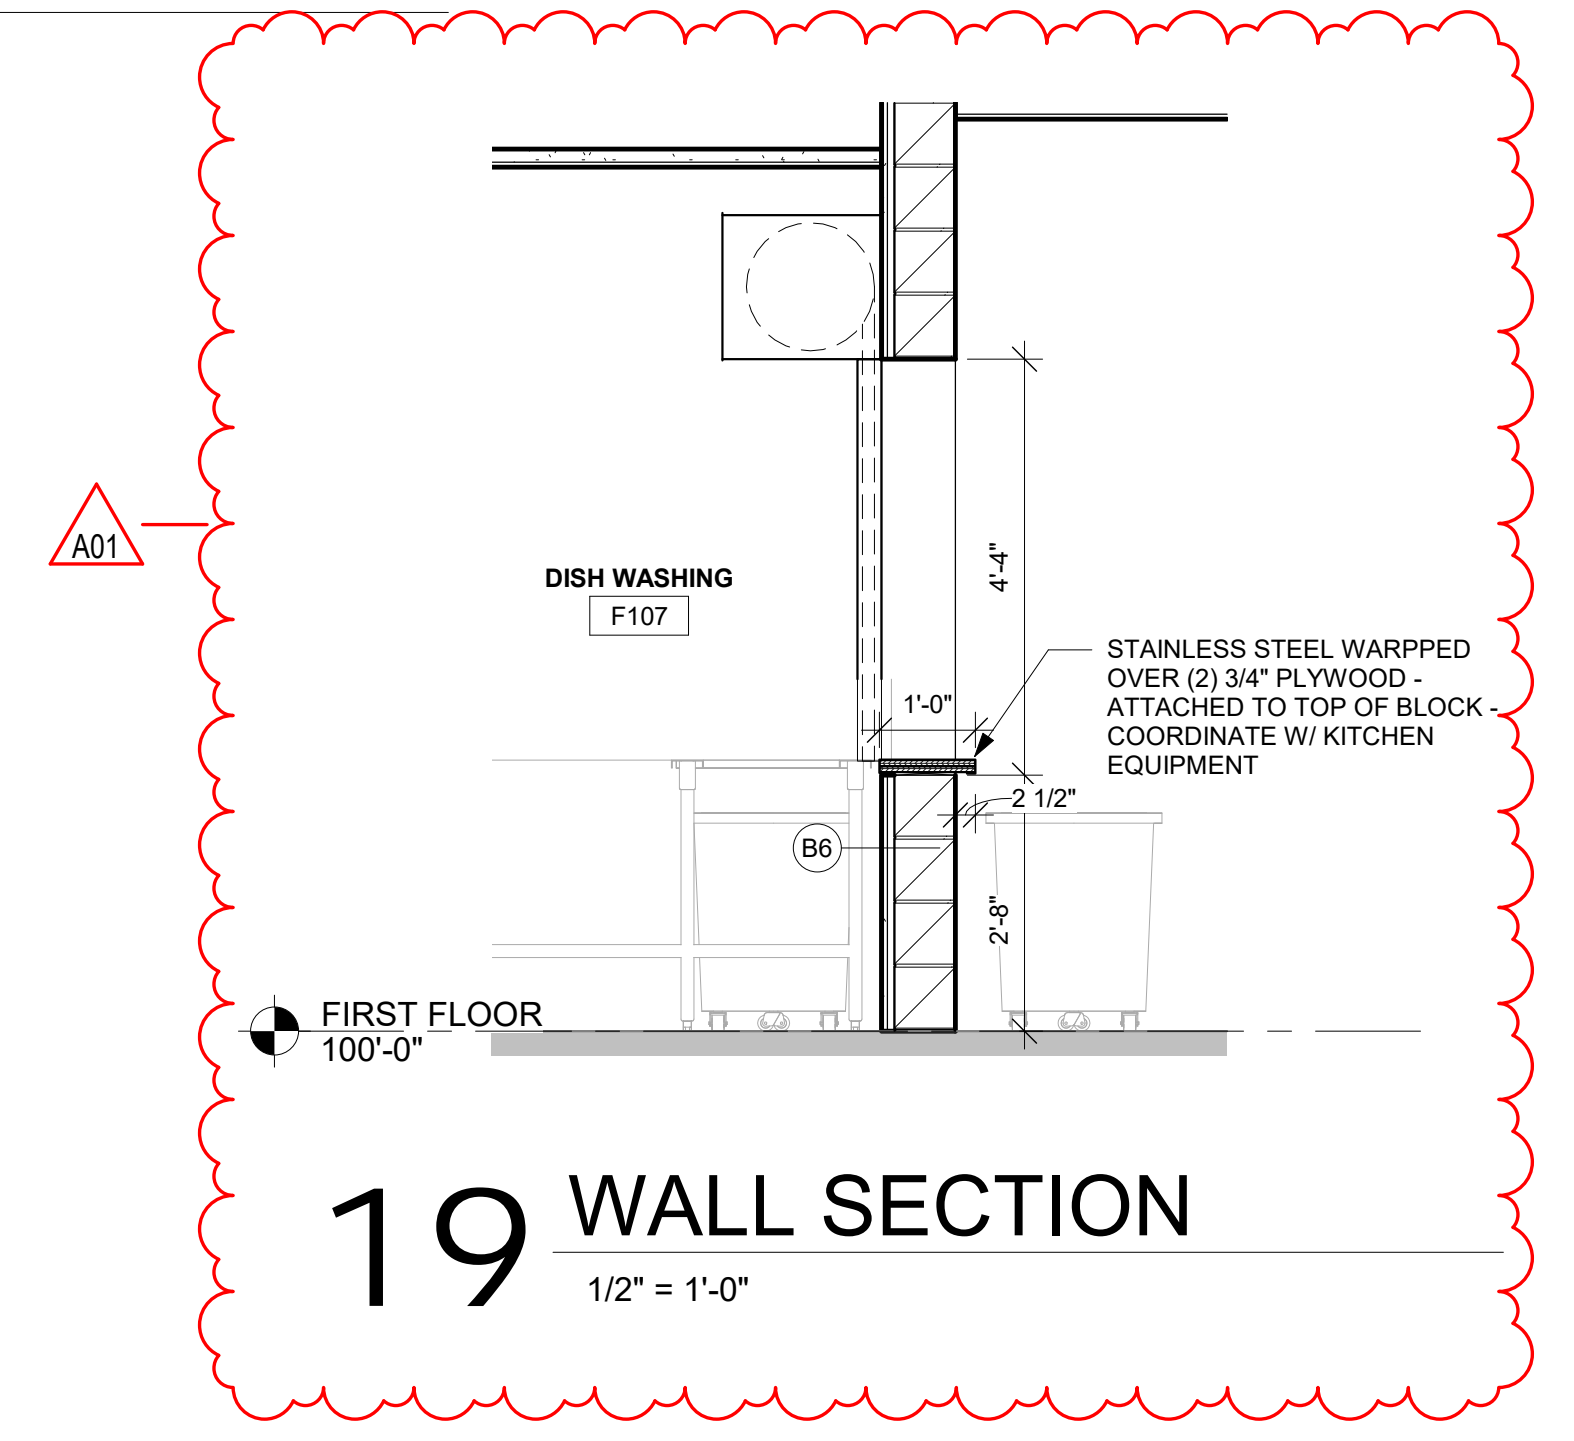 A01
DISH WASHING
F107
4'-4"
STAINLESS STEEL WARPPED
OVER (2) 3/4" PLYWOOD -
ATTACHED TO TOP OF BLOCK -
COORDINATE W/ KITCHEN
EQUIPMENT
1'-0"
2 1/2"
B6
2'-8"
FIRST FLOOR
100'-0"
19
WALL SECTION
1/2" = 1'-0"